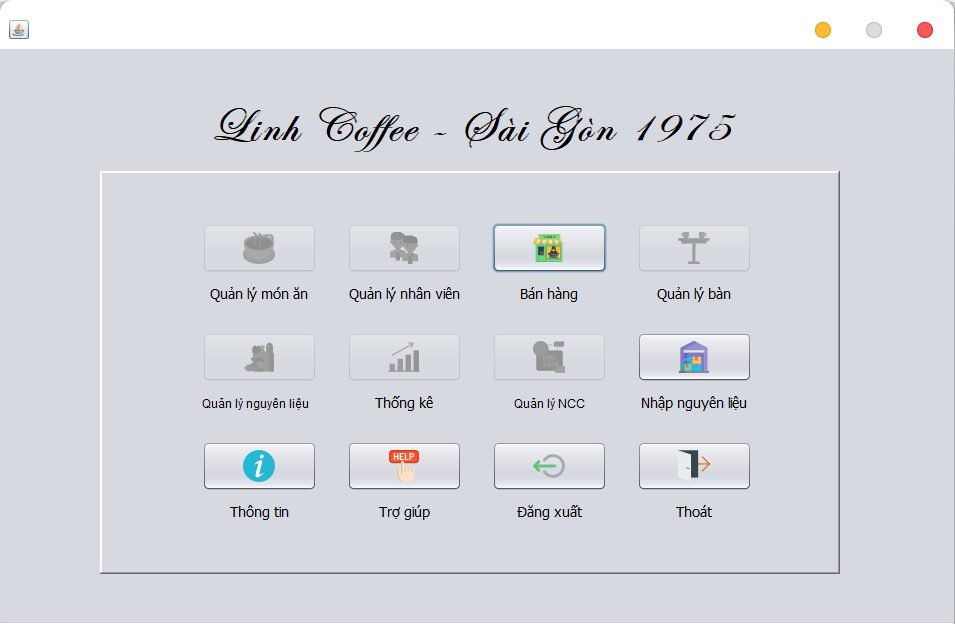 Linh Coffee - Sài Gòn 1975
Quản lý món ăn
Quản lý nhân viên
Bán hàng
Quản lý bàn
Quản lý nguyên liệu
Thống kê
Quản lý NCC
Nhập nguyên liệu
HELP
Thông tin
Trợ giúp
Đăng xuất
Thoát